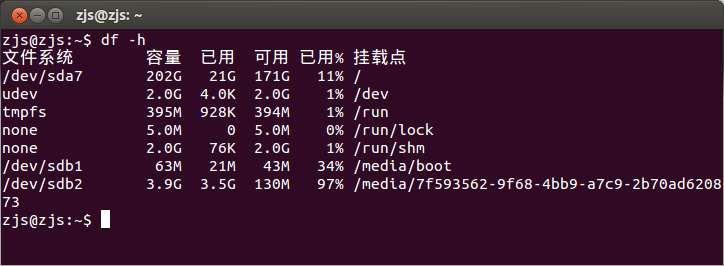 zjs@zjs: ~
zjs@zjs:~$ df -h
文件系统        容量  已用  可用 已用% 挂载点
/dev/sda7       202G   21G  171G   11% /
udev            2.0G  4.0K  2.0G    1% /dev
tmpfs           395M  928K  394M    1% /run
none            5.0M     0  5.0M    0% /run/lock
none            2.0G   76K  2.0G    1% /run/shm
/dev/sdb1        63M   21M   43M   34% /media/boot
/dev/sdb2       3.9G  3.5G  130M   97% /media/7f593562-9f68-4bb9-a7c9-2b70ad6208
73
zjs@zjs:~$